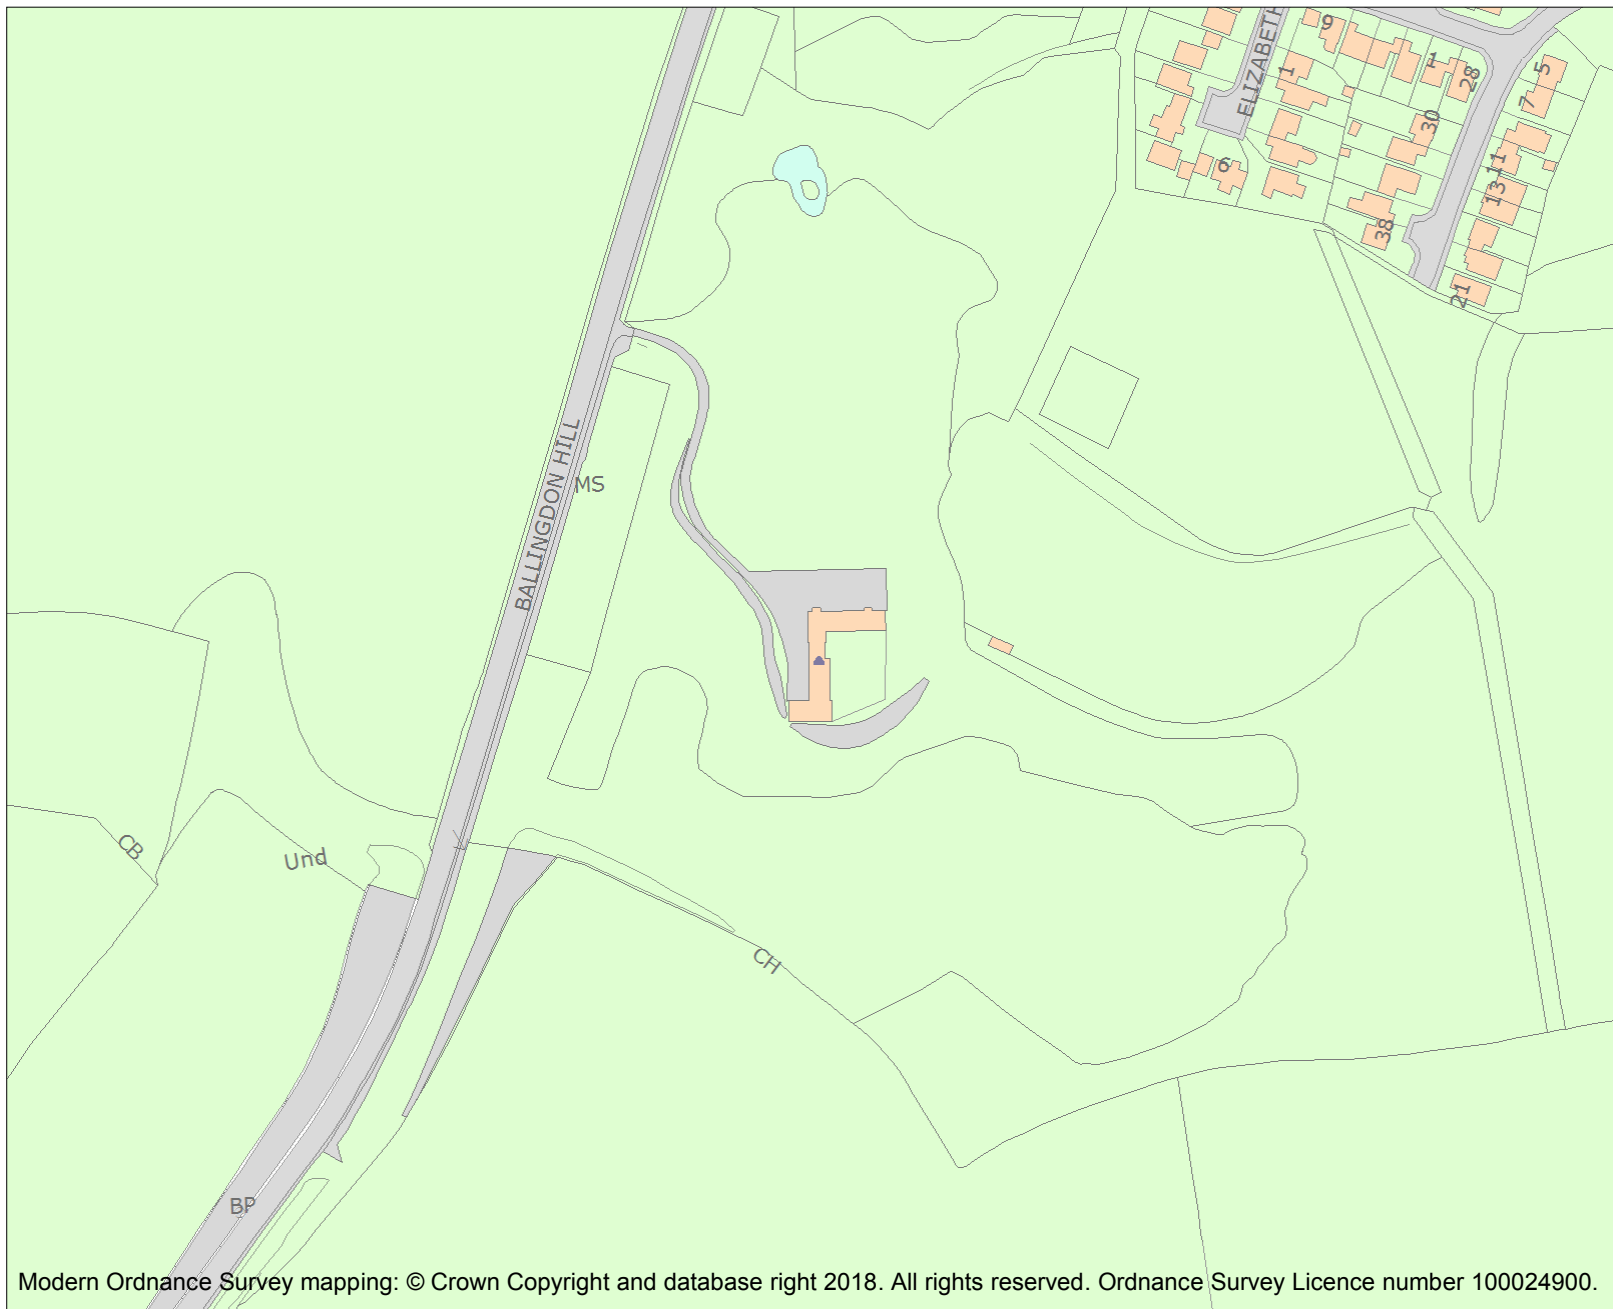 ELIZABETH
9
1
1
28
5
7
30
6
11
13
38
21
BALLINGDON HILL
MS
CB
Und
CH
BP
Modern Ordnance Survey mapping: © Crown Copyright and database right 2018. All rights reserved. Ordnance Survey Licence number 100024900.